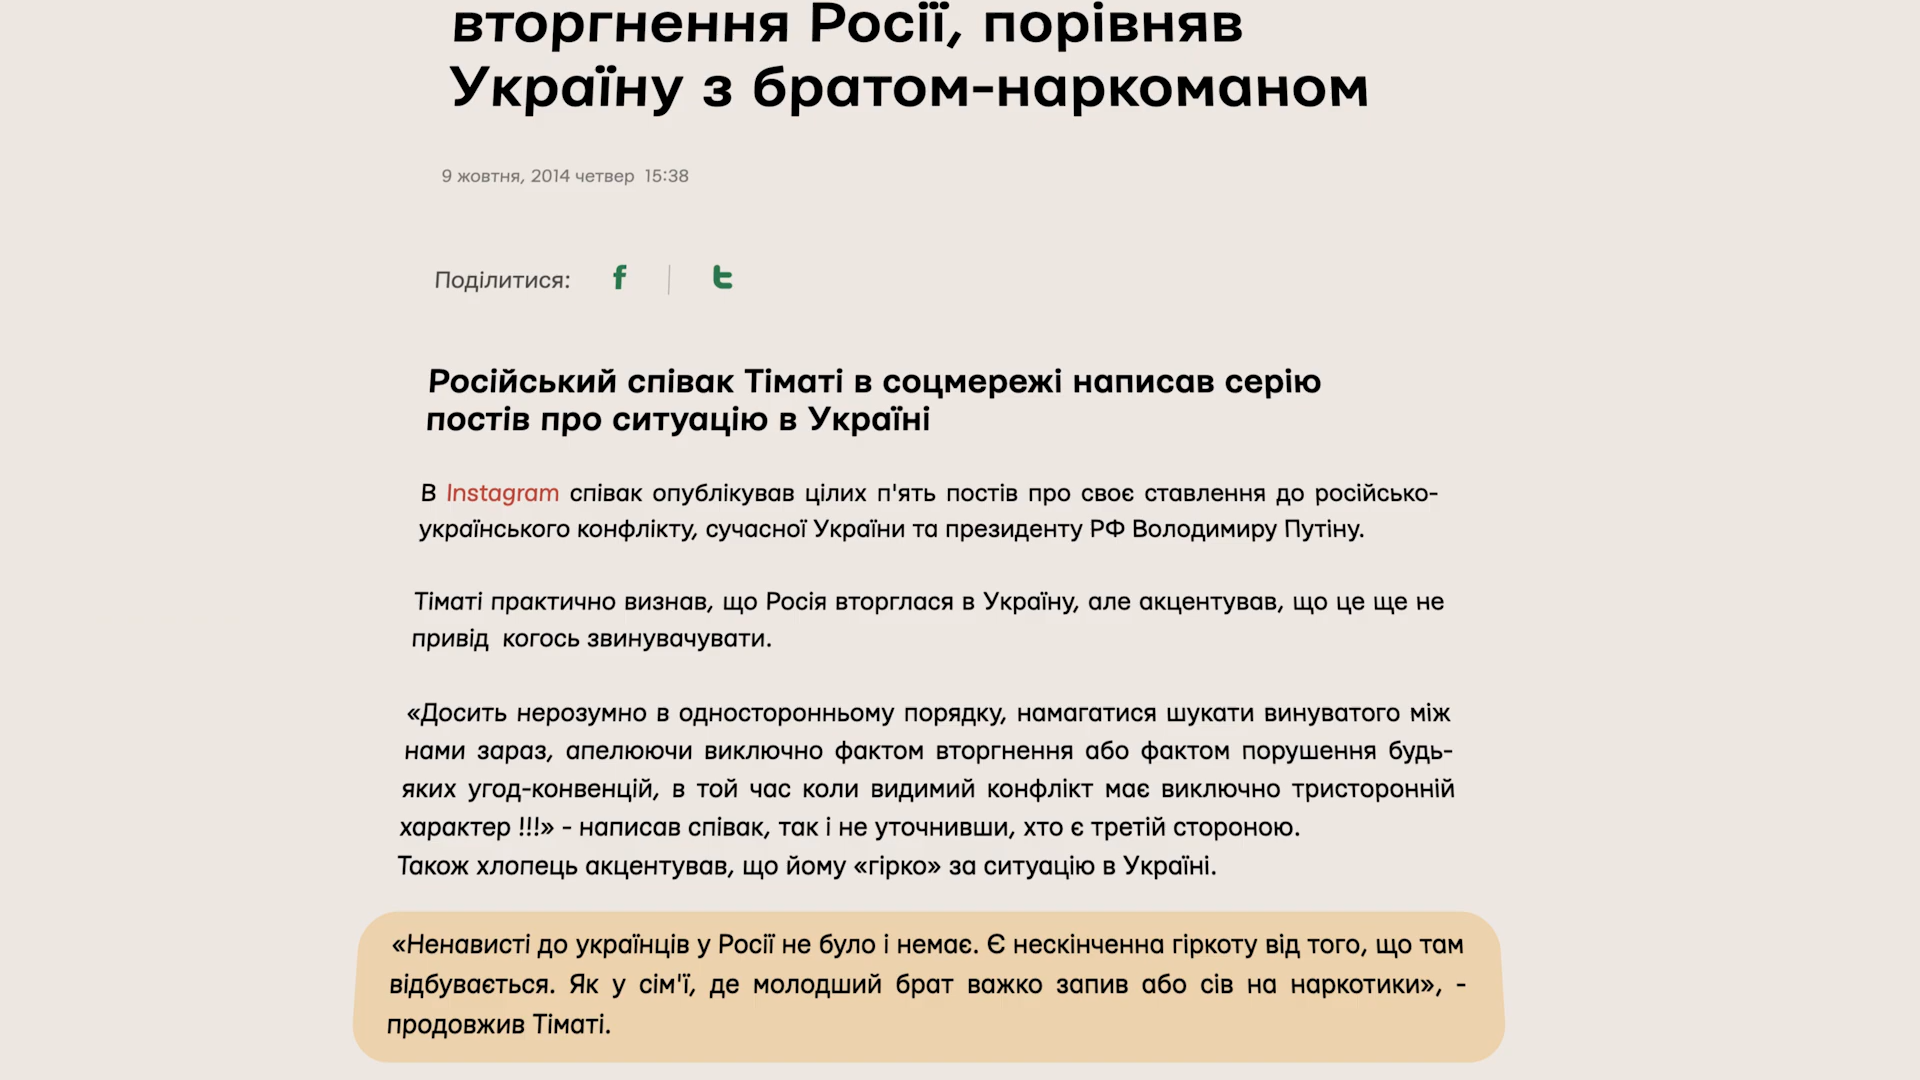 вторгнення Росії, порівняв
Україну з братом-наркоманом
9 жовтня, 2014 четвер 15:38
Поділитися:
Російський співак Тіматі в соцмережі написав серію
постів про ситуацію в Україні
В Instagram співак опублікував цілих п'ять постів про своє ставлення до російсько-
українського конфлікту, сучасної України та президенту РФ Володимиру Путіну.
Тіматі практично визнав, що Росія вторглася в Україну, але акцентував, що це ще не
привід когось звинувачувати.
«Досить нерозумно в односторонньому порядку, намагатися шукати винуватого між
нами зараз, апелюючи виключно фактом вторгнення або фактом порушення будь-
яких угод-конвенцій, в той час коли видимий конфлікт має виключно тристоронній
характер !!!» - написав співак, так і не уточнивши, хто є третій стороною.
Також хлопець акцентував, що йому «гірко» за ситуацію в Україні.
«Ненависті до українців у Росії не було і немає. Є нескінченна гіркоту від того, що там
відбувається. Як у сім'ї, де молодший брат важко запив або сів на наркотики», -
продовжив Тіматі.